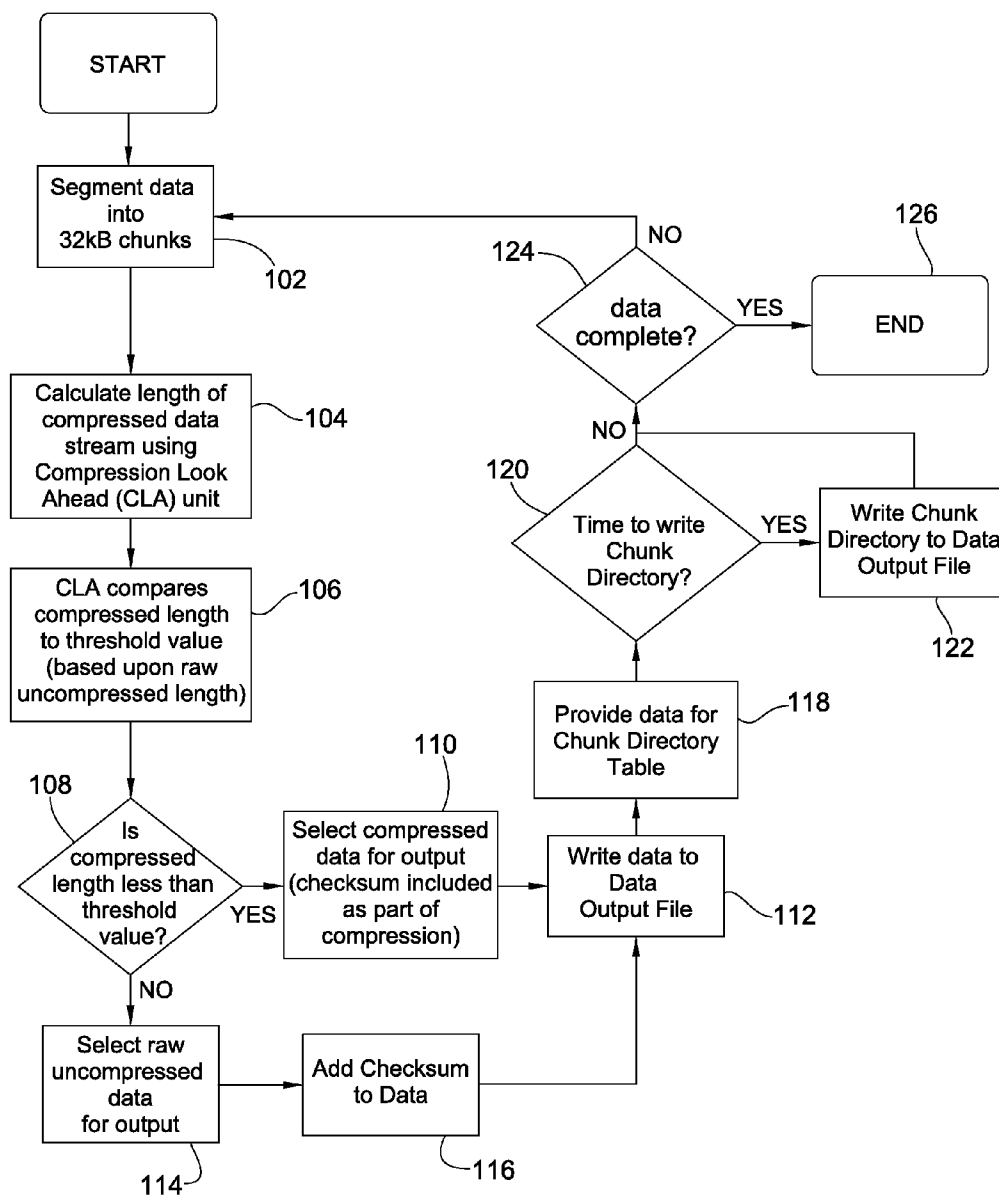 START
Segment data
into
32kB chunks
102
Calculate length of
compressed data
stream using
Compression Look
Ahead (CLA) unit
104
CLA compares
compressed length
to threshold value
(based upon raw
uncompressed length)
106
108
Is
compressed
length less than
threshold
value?
YES
NO
110
Select compressed
data for output
(checksum included
as part of
compression)
Write data to
Data
Output File
112
Select raw
uncompressed
data
for output
114
Add Checksum
to Data
116
Provide data for
Chunk Directory
Table
118
120
Time to write
Chunk
Directory?
NO
YES
Write Chunk
Directory to Data
Output File
122
124
data
complete?
NO
YES
126
END